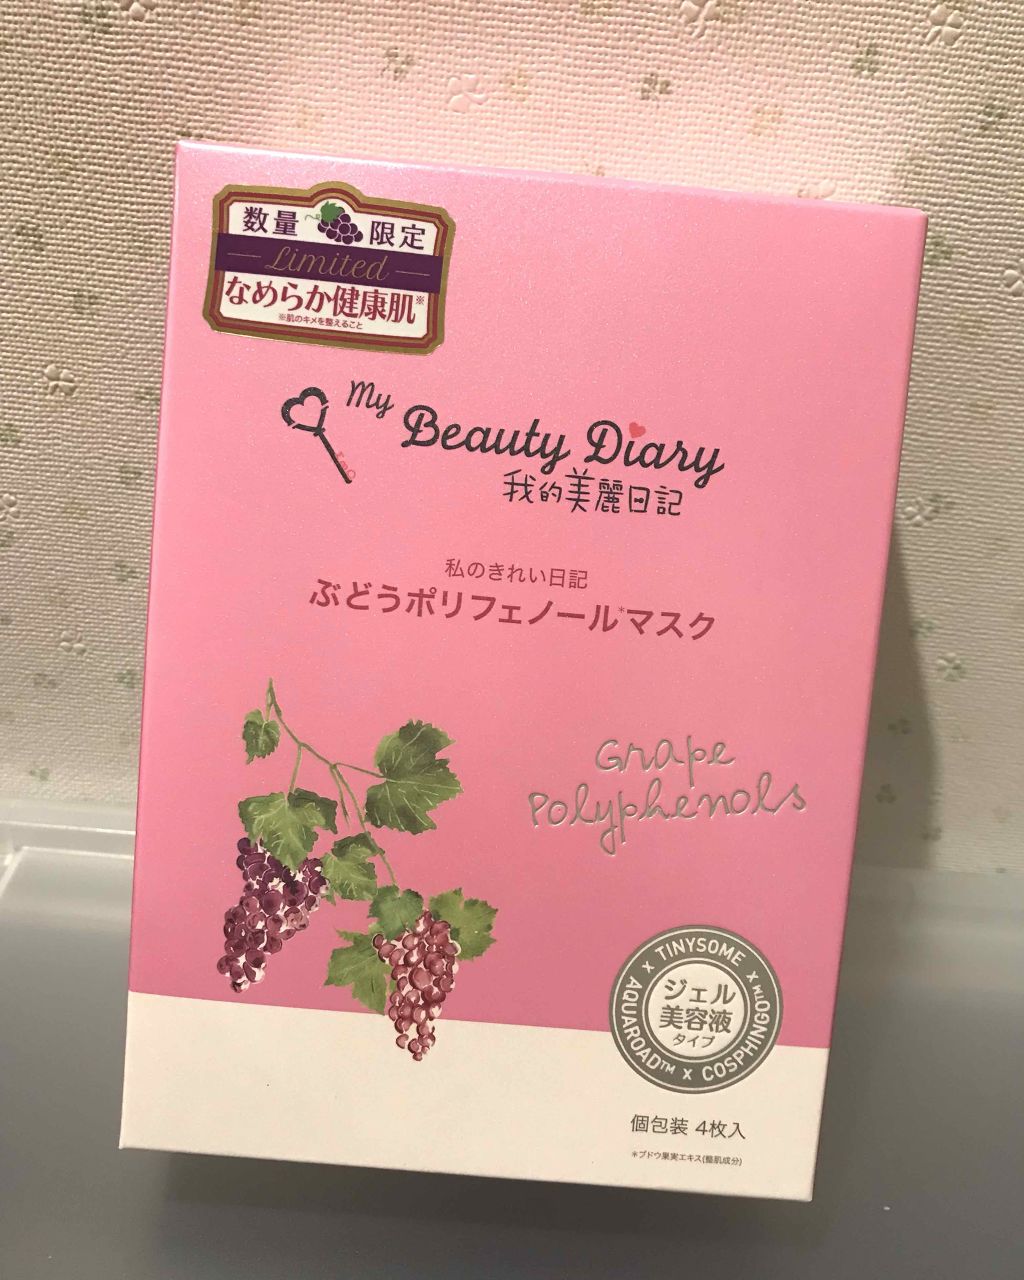 数量 限定
Limited
なめらか健康肌※
※肌のキメを整えること
My
Beauty Diary
我的美麗日記
私のきれい日記
ぶどうポリフェノール*マスク
Grape
Polyphenols
TINYSOME x COSPHINGO™ x AQUAROAD™ x
ジェル
美容液
タイプ
個包装 4枚入
*ブドウ果実エキス(整肌成分)